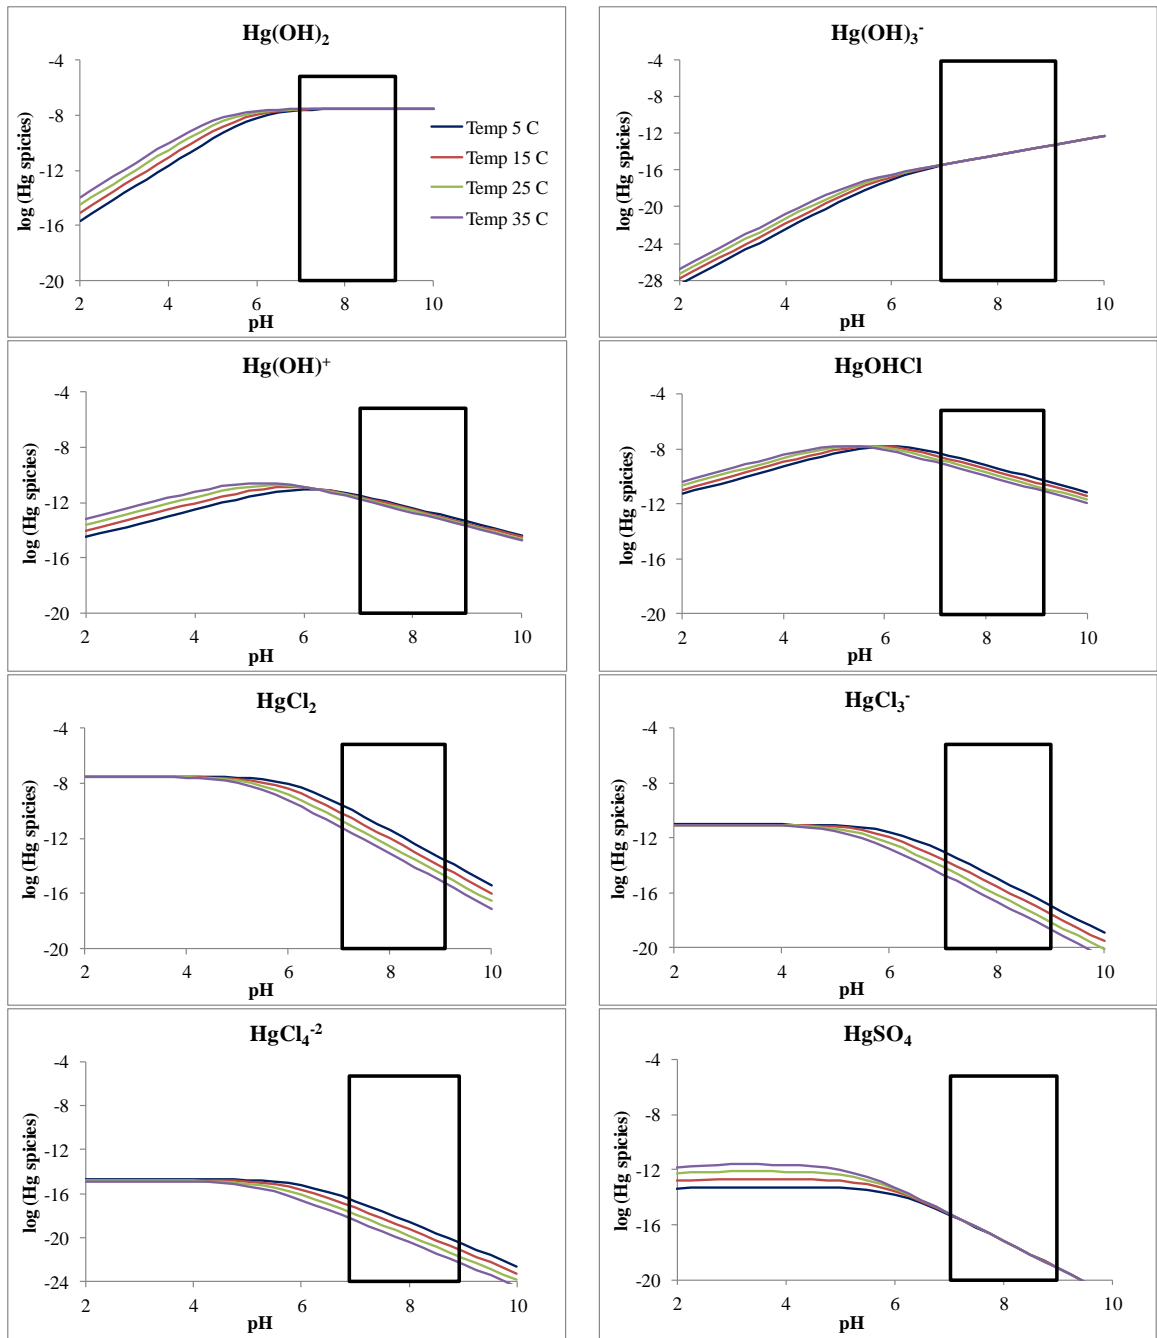 Hg(OH)2
log (Hg spicies)
-4
-8
-12
-16
-20
2 4 6 8 10
pH
Temp 5 C
Temp 15 C
Temp 25 C
Temp 35 C
Hg(OH)3-
log (Hg spicies)
-4
-8
-12
-16
-20
-24
-28
2 4 6 8 10
pH
Hg(OH)+
log (Hg spicies)
-4
-8
-12
-16
-20
2 4 6 8 10
pH
HgOHCl
log (Hg spicies)
-4
-8
-12
-16
-20
2 4 6 8 10
pH
HgCl2
log (Hg spicies)
-4
-8
-12
-16
-20
2 4 6 8 10
pH
HgCl3-
log (Hg spicies)
-4
-8
-12
-16
-20
2 4 6 8 10
pH
HgCl4-2
log (Hg spicies)
-4
-8
-12
-16
-20
-24
2 4 6 8 10
pH
HgSO4
log (Hg spicies)
-4
-8
-12
-16
-20
2 4 6 8 10
pH